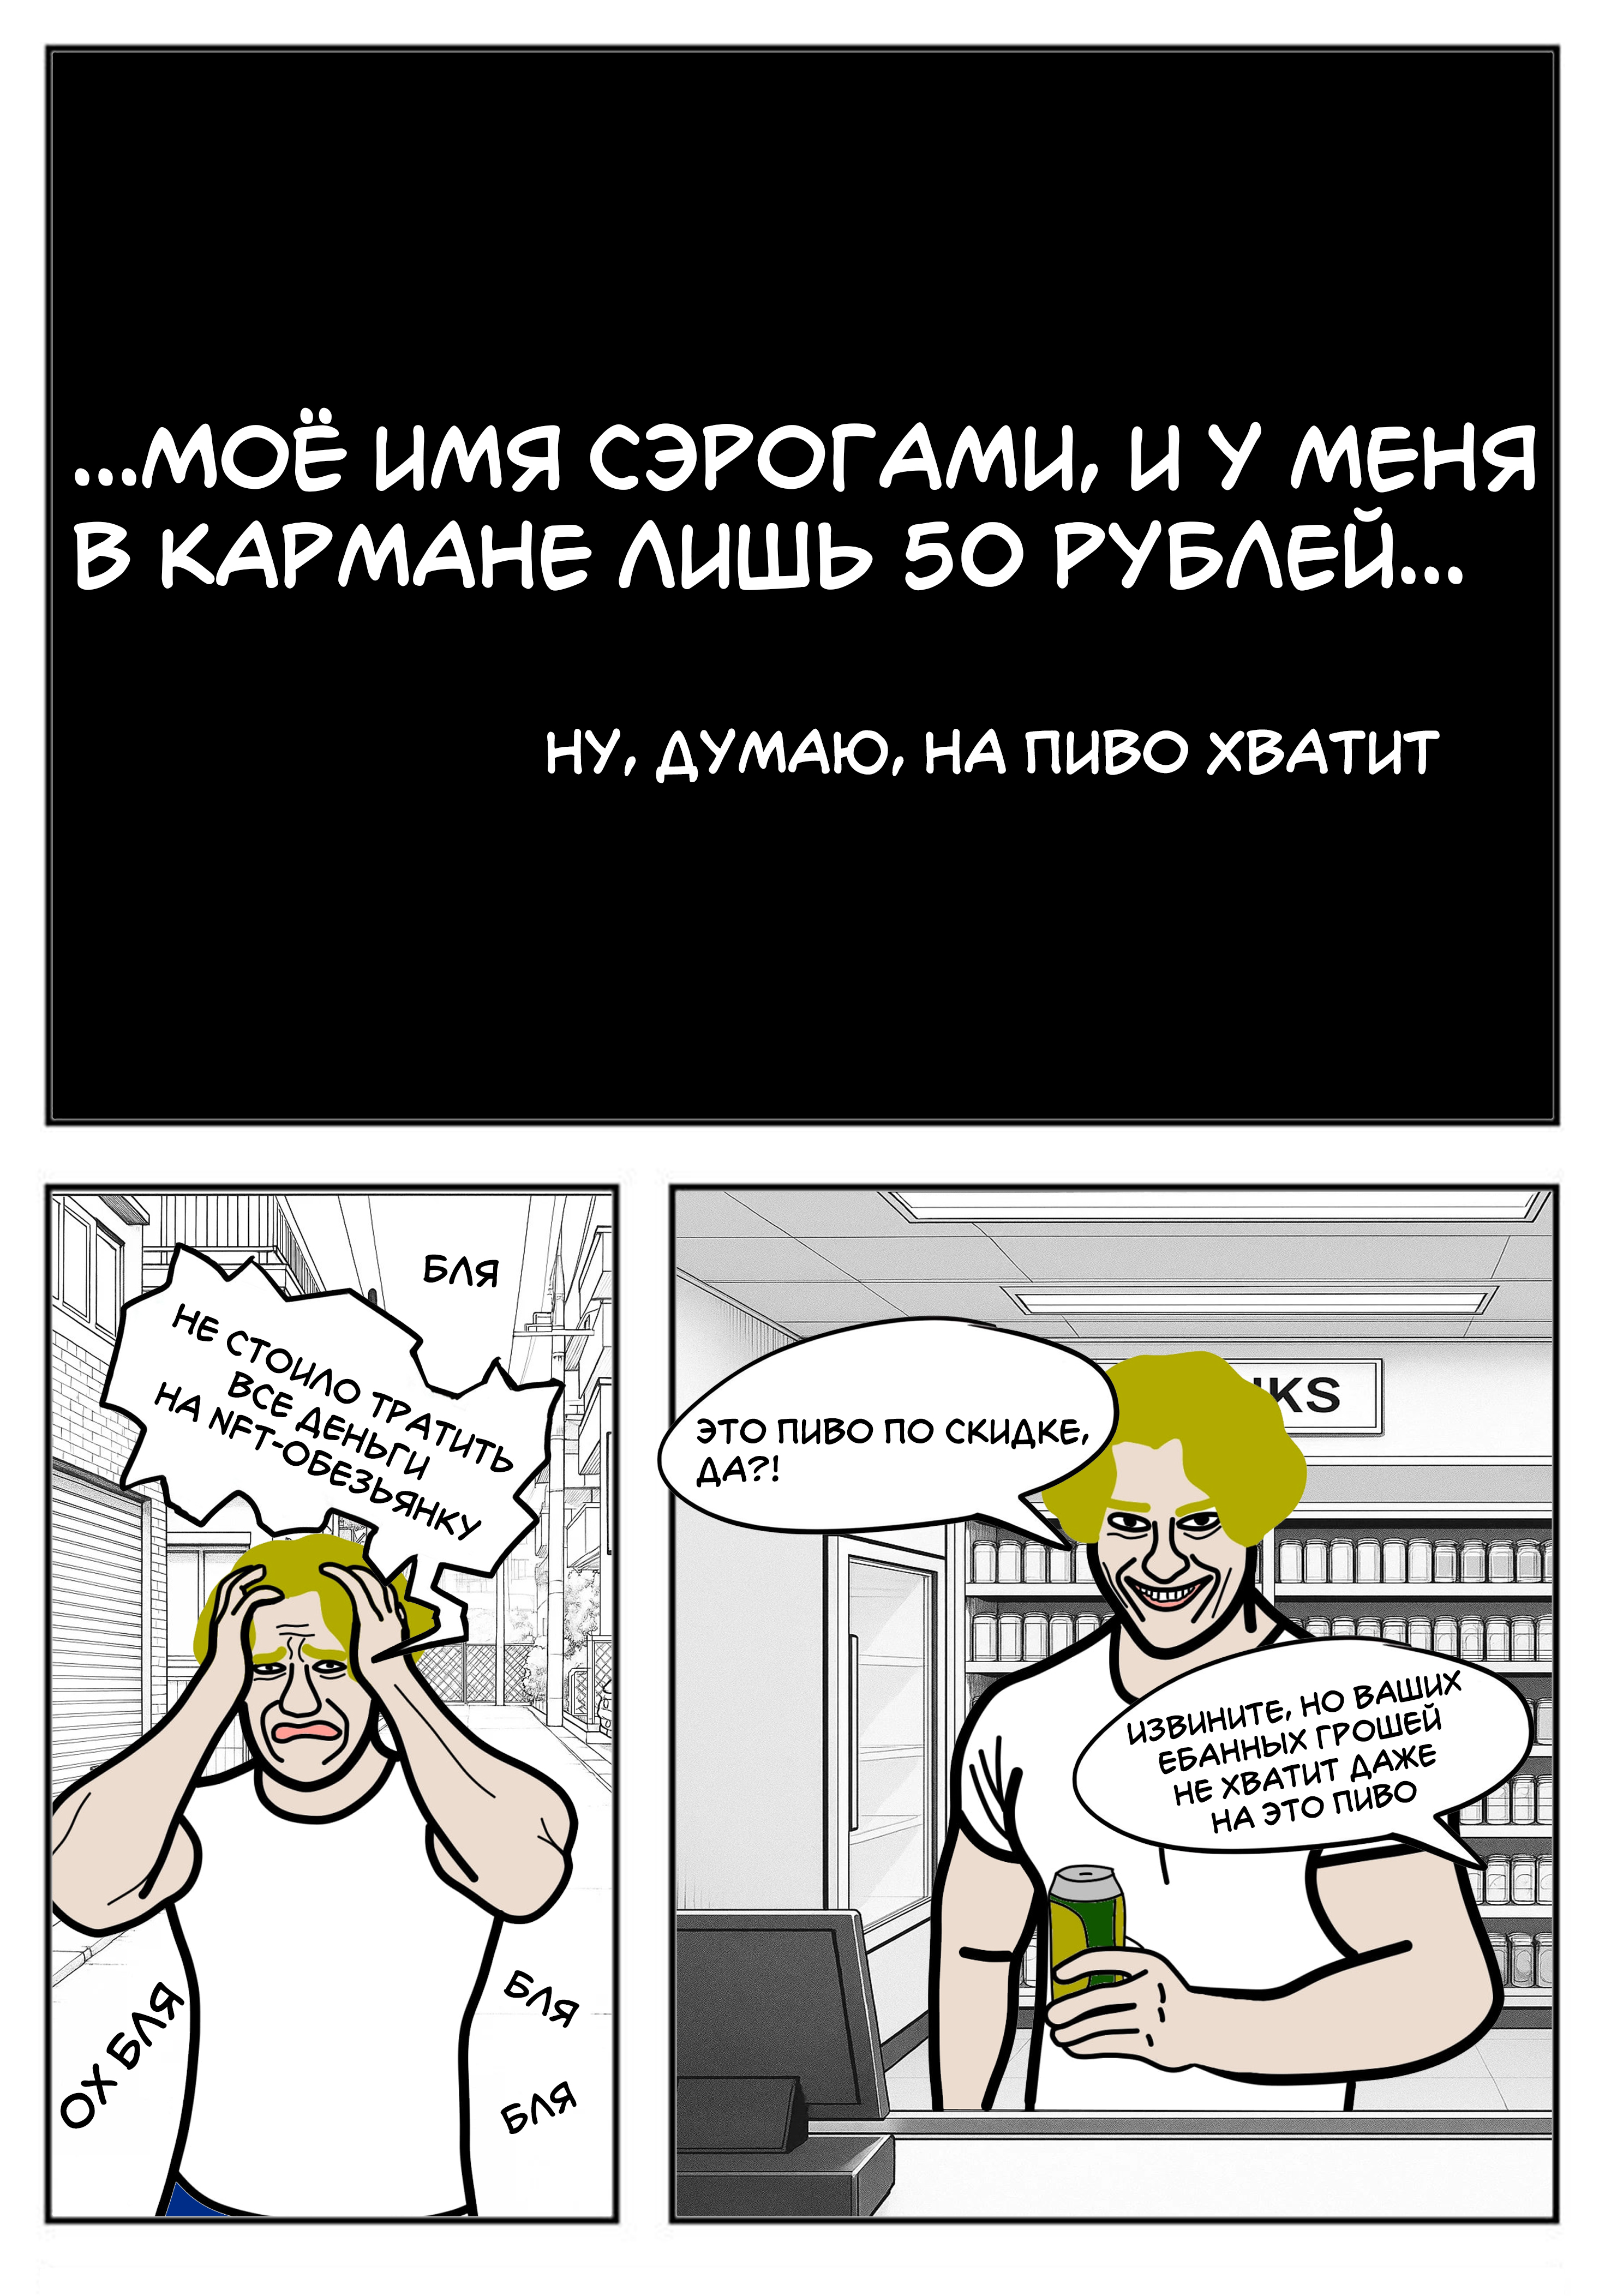 ...МОЁ ИМЯ СЭРОГАМИ, И У МЕНЯ
В КАРМАНЕ ЛИШЬ 50 РУБЛЕЙ...
НУ, ДУМАЮ, НА ПИВО ХВАТИТ
БЛЯ
НЕ СТОИЛО ТРАТИТЬ
ВСЕ ДЕНЬГИ
НА NFT-ОБЕЗЬЯНКУ
ОХ БЛЯ
БЛЯ
БЛЯ
NKS
ЭТО ПИВО ПО СКИДКЕ,
ДА?!
ИЗВИНИТЕ, НО ВАШИХ
ЕБАННЫХ ГРОШЕЙ
НЕ ХВАТИТ ДАЖЕ
НА ЭТО ПИВО